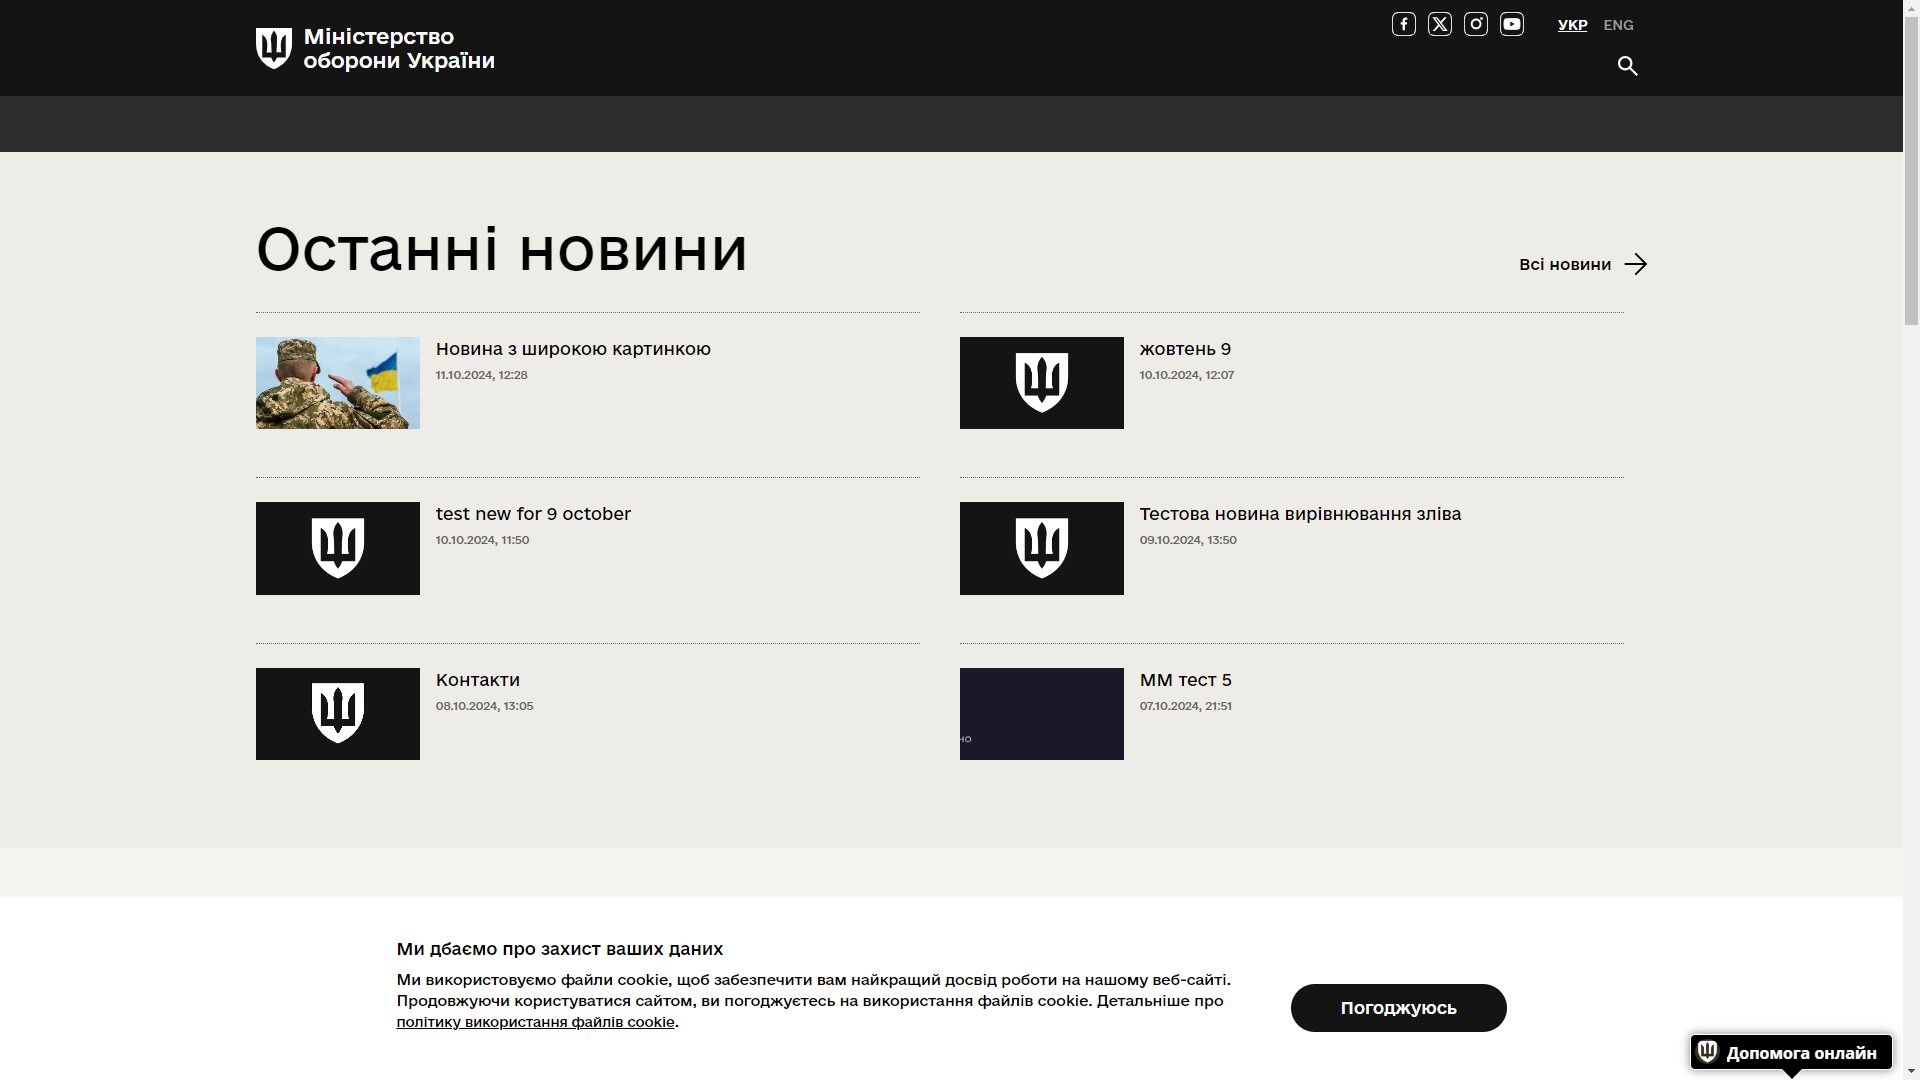 Міністерство
оборони України
УКР ENG
Останні новини
Всі новини
Новина з широкою картинкою
11.10.2024, 12:28
жовтень 9
10.10.2024, 12:07
test new for 9 october
10.10.2024, 11:50
Тестова новина вирівнювання зліва
09.10.2024, 13:50
Контакти
08.10.2024, 13:05
ММ тест 5
07.10.2024, 21:51
Ми дбаємо про захист ваших даних
Ми використовуємо файли cookie, щоб забезпечити вам найкращий досвід роботи на нашому веб-сайті.
Продовжуючи користуватися сайтом, ви погоджуєтесь на використання файлів cookie. Детальніше про
політику використання файлів cookie.
Погоджуюсь
Допомога онлайн